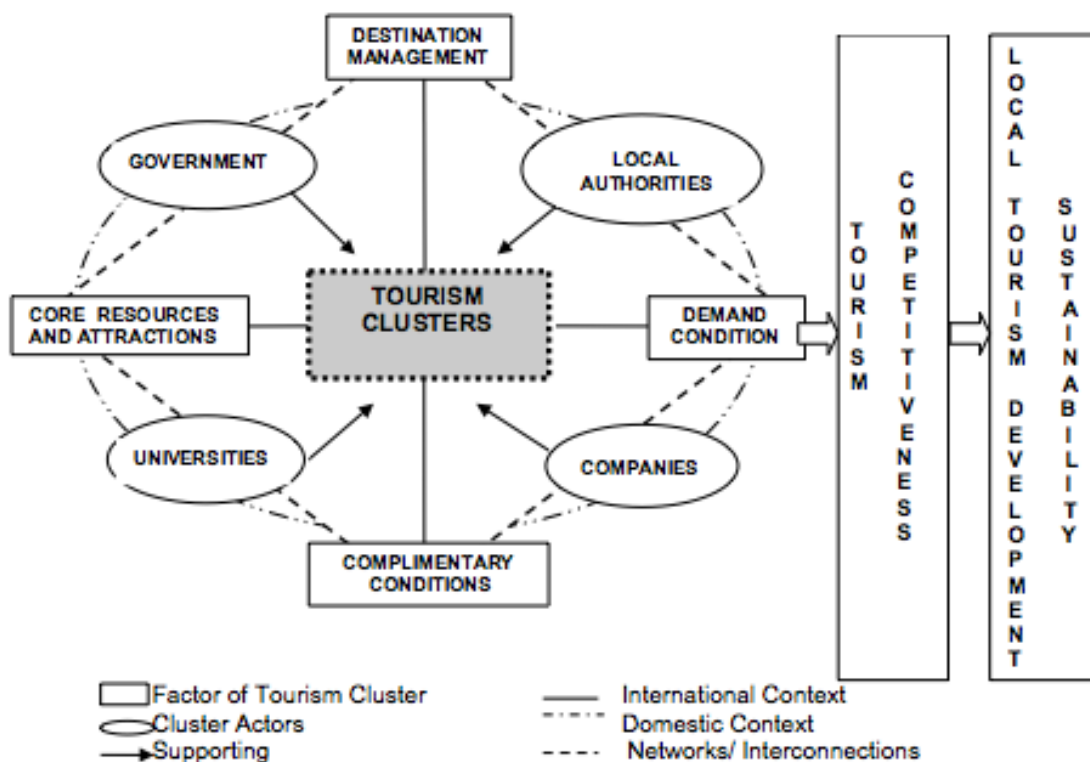 DESTINATION
MANAGEMENT
GOVERNMENT
LOCAL
AUTHORITIES
TOURISM
CLUSTERS
CORE RESOURCES
AND ATTRACTIONS
DEMAND
CONDITION
UNIVERSITIES
COMPANIES
COMPLIMENTARY
CONDITIONS
TOURISM
COMPETITIVENESS
LOCAL TOURISM DEVELOPMENT
SUSTAINABILITY
Factor of Tourism Cluster
Cluster Actors
Supporting
International Context
Domestic Context
Networks/ Interconnections